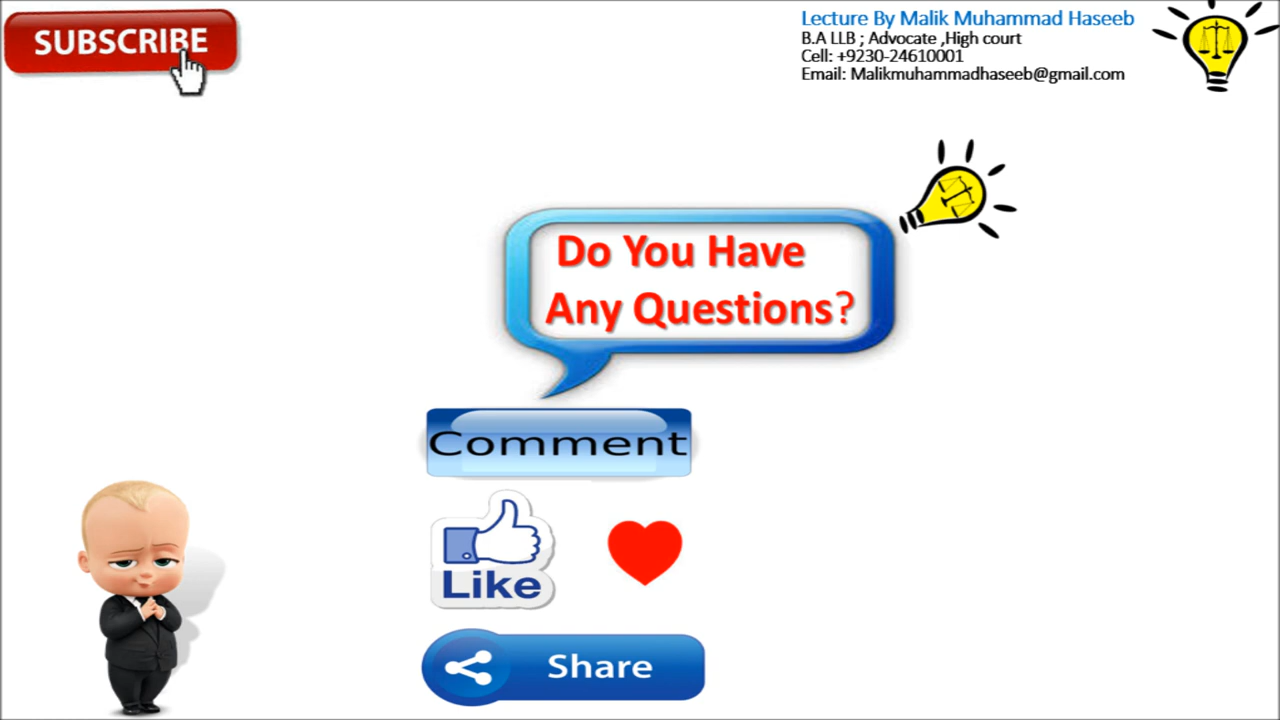 SUBSCRIBE
Lecture By Malik Muhammad Haseeb
B.A LLB ; Advocate ,High court
Cell: +9230-24610001
Email: Malikmuhammadhaseeb@gmail.com
Do You Have
Any Questions?
Comment
Like
Share